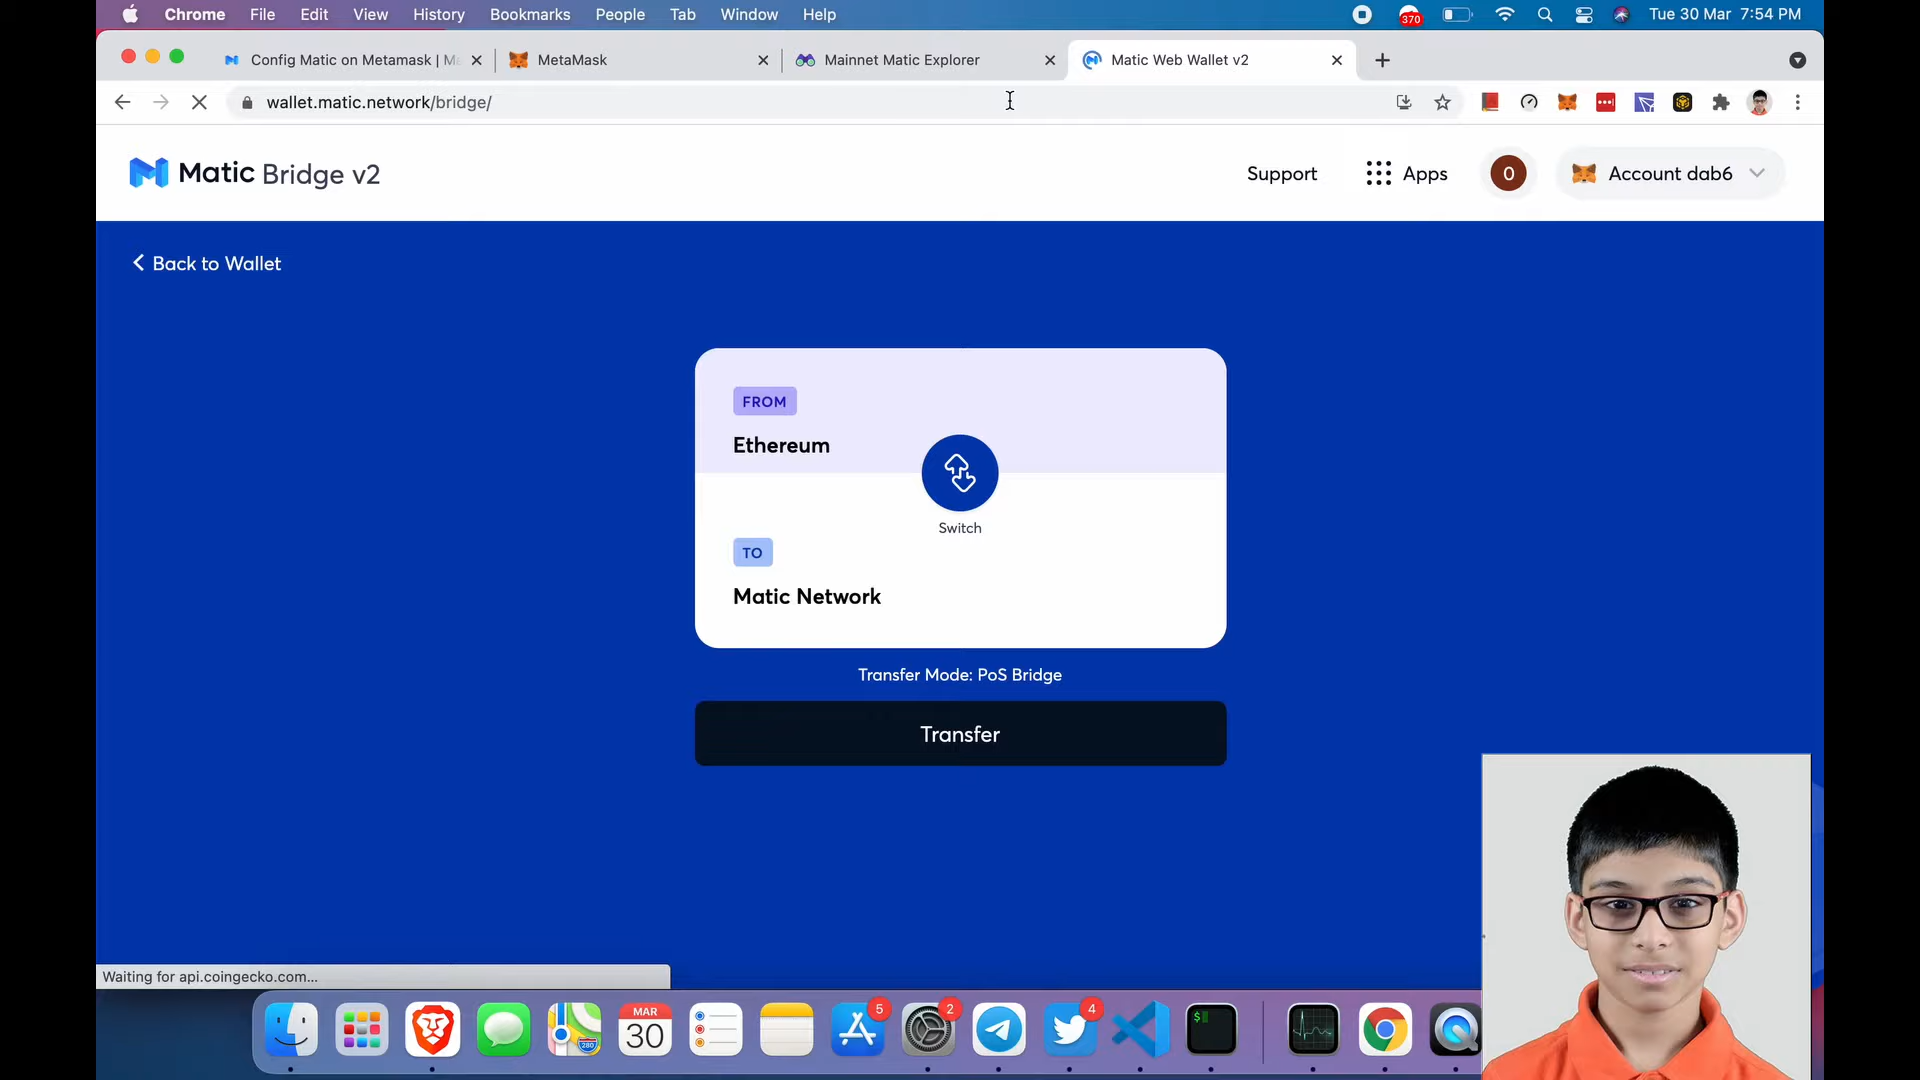 Chrome File Edit View History Bookmarks People Tab Window Help
370
Tue 30 Mar 7:54 PM
Config Matic on Metamask | Ma
MetaMask
Mainnet Matic Explorer
Matic Web Wallet v2
wallet.matic.network/bridge/
Matic Bridge v2
Support
Apps
0
Account dab6
Back to Wallet
FROM
Ethereum
Switch
TO
Matic Network
Transfer Mode: PoS Bridge
Transfer
Waiting for api.coingecko.com...
MAR
30
280
5
2
4
$